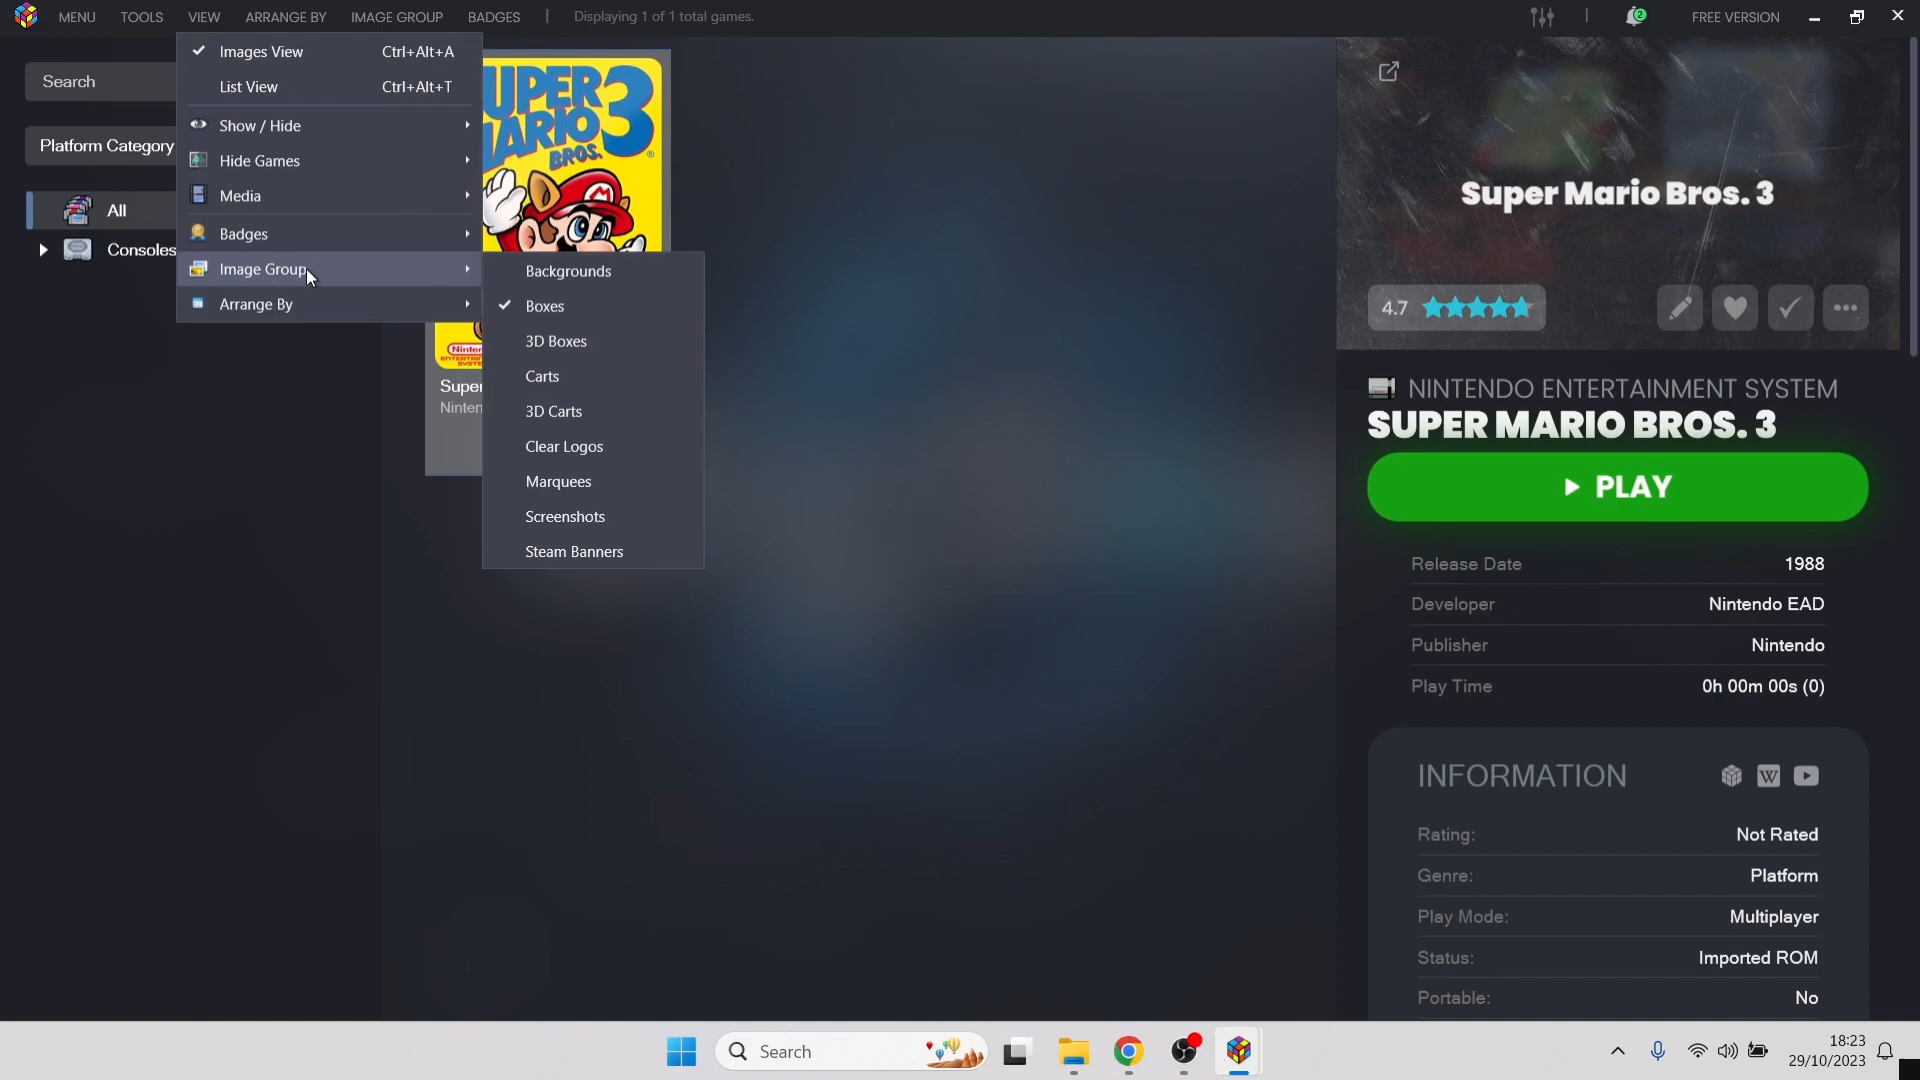 MENU TOOLS VIEW ARRANGE BY IMAGE GROUP BADGES | Displaying 1 of 1 total games. 2 FREE VERSION
Search
Platform Category
All
Consoles
Images View Ctrl+Alt+A
List View Ctrl+Alt+T
Show / Hide
Hide Games
Media
Badges
Image Group
Arrange By
Backgrounds
Boxes
3D Boxes
Carts
3D Carts
Clear Logos
Marquees
Screenshots
Steam Banners
SUPER
MARIO
BROS. 3
Super
Ninten
Super Mario Bros. 3
4.7
NINTENDO ENTERTAINMENT SYSTEM
SUPER MARIO BROS. 3
PLAY
Release Date 1988
Developer Nintendo EAD
Publisher Nintendo
Play Time 0h 00m 00s (0)
INFORMATION W
Rating: Not Rated
Genre: Platform
Play Mode: Multiplayer
Status: Imported ROM
Portable: No
Search
18:23
29/10/2023